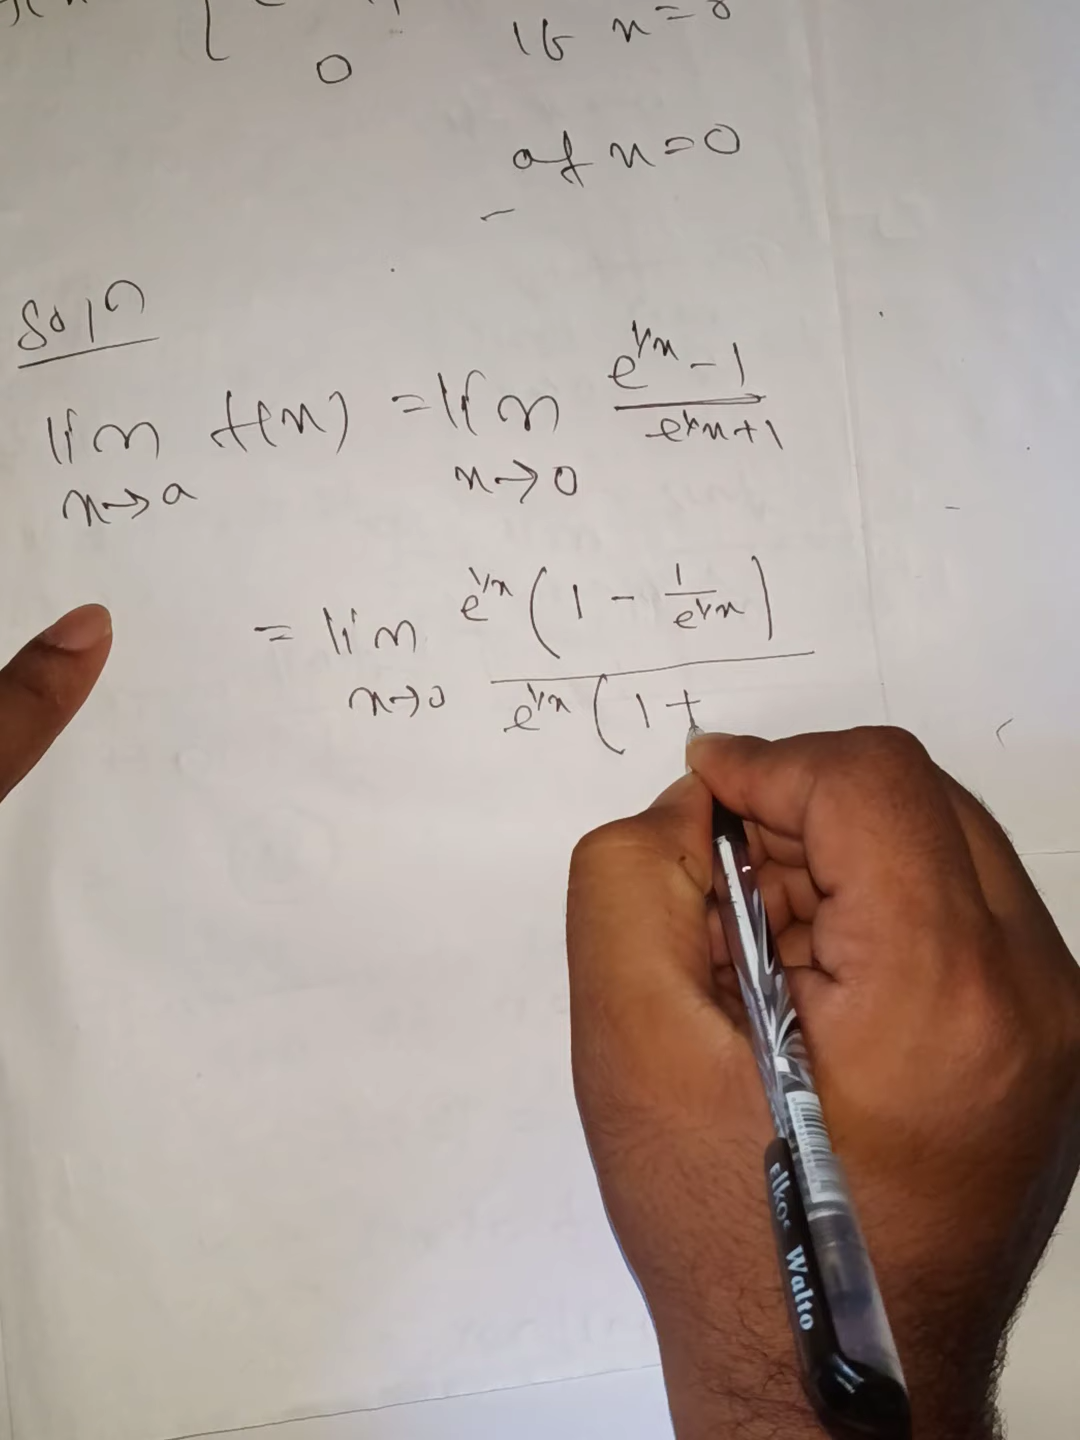 0 if x=0
at x=0
Soln
lim f(x) = lim e^{1/x} - 1 / e^{1/x} + 1
x→a x→0
= lim e^{1/x} ( 1 - 1/e^{1/x} ) / e^{1/x} ( 1 +
x→0
Elkos Walto